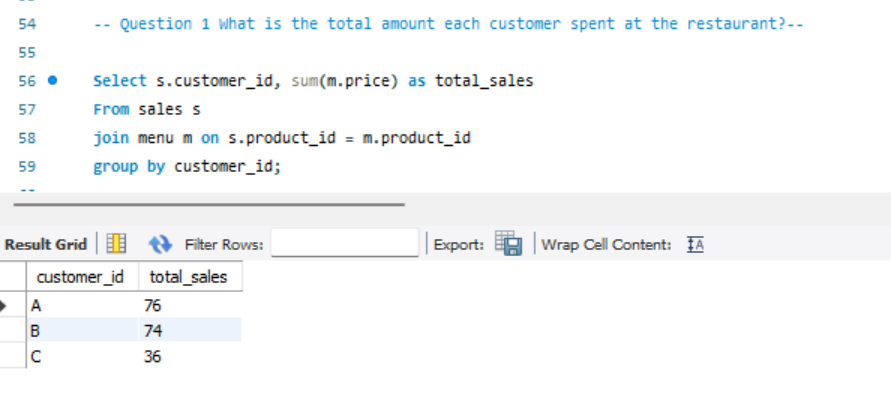 54 -- Question 1 What is the total amount each customer spent at the restaurant?--
55
56 Select s.customer_id, sum(m.price) as total_sales
57 From sales s
58 join menu m on s.product_id = m.product_id
59 group by customer_id;
Result Grid Filter Rows: Export: Wrap Cell Content: IA
customer_id total_sales
A 76
B 74
C 36